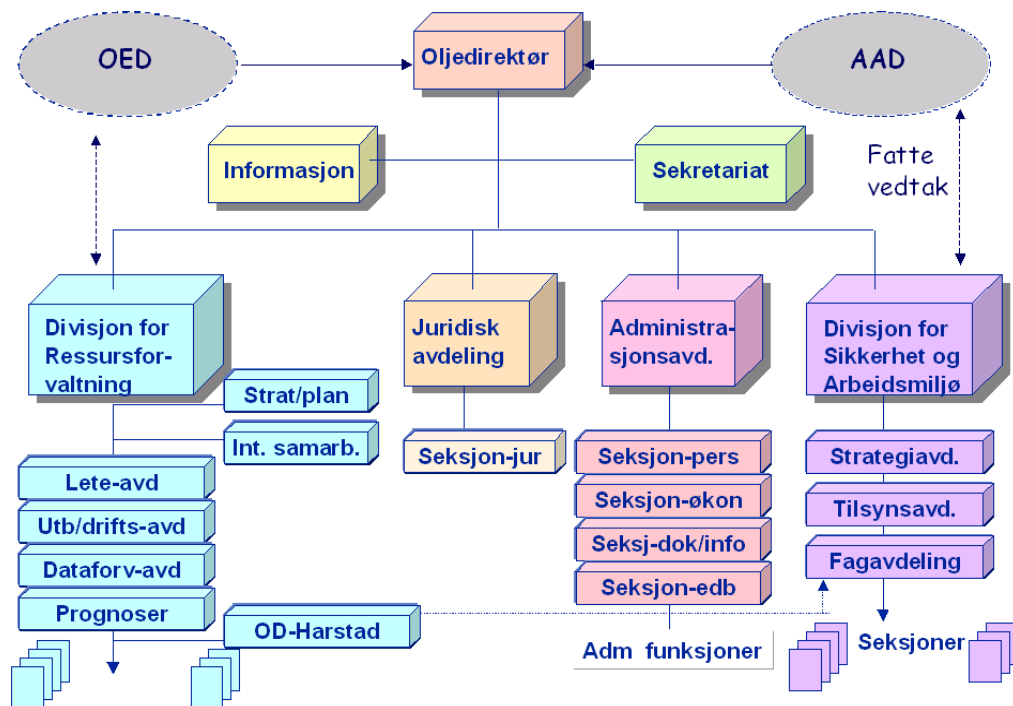 OED
Oljedirektør
AAD
Informasjon
Sekretariat
Fatte
vedtak
Divisjon for
Ressursfor-
valtning
Juridisk
avdeling
Administra-
sjonsavd.
Divisjon for
Sikkerhet og
Arbeidsmiljø
Strat/plan
Int. samarb.
Lete-avd
Utb/drifts-avd
Dataforv-avd
Prognoser
OD-Harstad
Seksjon-jur
Seksjon-pers
Seksjon-økon
Seksj-dok/info
Seksjon-edb
Adm funksjoner
Strategiavd.
Tilsynsavd.
Fagavdeling
Seksjoner